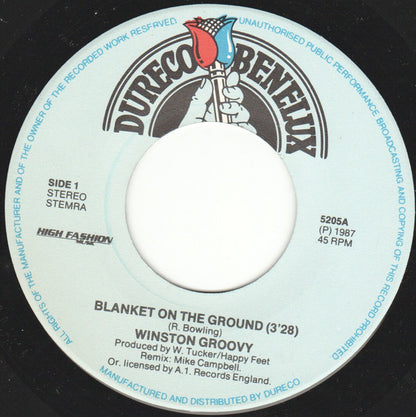 ALL RIGHTS OF THE MANUFACTURER AND OF THE OWNER OF THE RECORDED WORK RESERVED.
UNAUTHORISED PUBLIC PERFORMANCE BROADCASTING AND COPYING OF THIS RECORD PROHIBITED
DURECO BENELUX
SIDE 1
STEREO
STEMRA
5205A
(P) 1987
45 RPM
HIGH FASHION
BLANKET ON THE GROUND (3'28)
(R. Bowling)
WINSTON GROOVY
Produced by W. Tucker/Happy Feet
Remix: Mike Campbell.
Or. licensed by A.1. Records England.
MANUFACTURED AND DISTRIBUTED BY DURECO